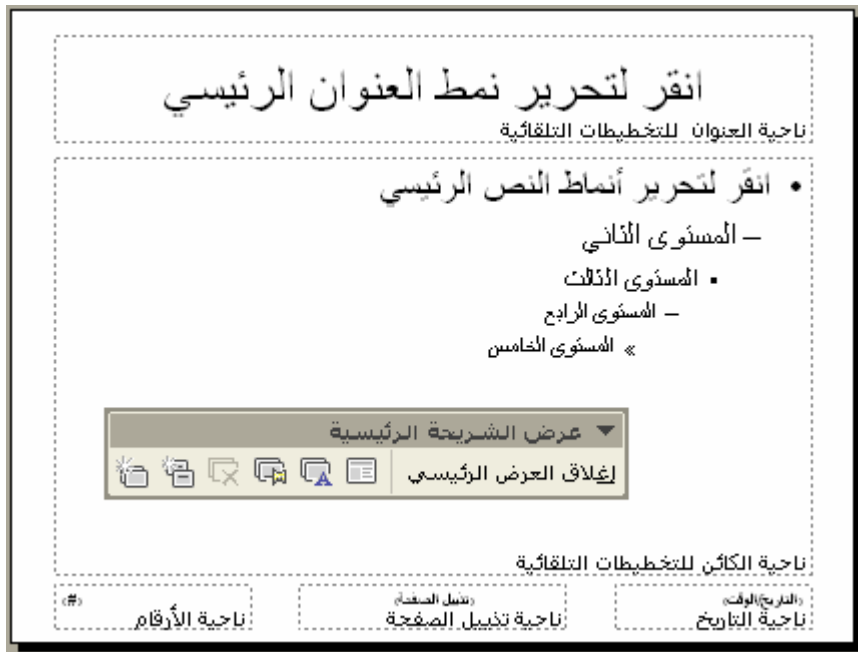 انقر لتحرير نمط العنوان الرئيسي
ناحية العنوان للتخطيطات التلقائية
• انقر لتحرير أنماط النص الرئيسي
– المستوى الثاني
▪ المستوى الثالث
– المستوى الرابع
» المستوى الخامس
عرض الشريحة الرئيسية
إغلاق العرض الرئيسي
ناحية الكائن للتخطيطات التلقائية
‹التاريخ/الوقت›
ناحية التاريخ
‹تذييل الصفحة›
ناحية تذييل الصفحة
‹#›
ناحية الأرقام